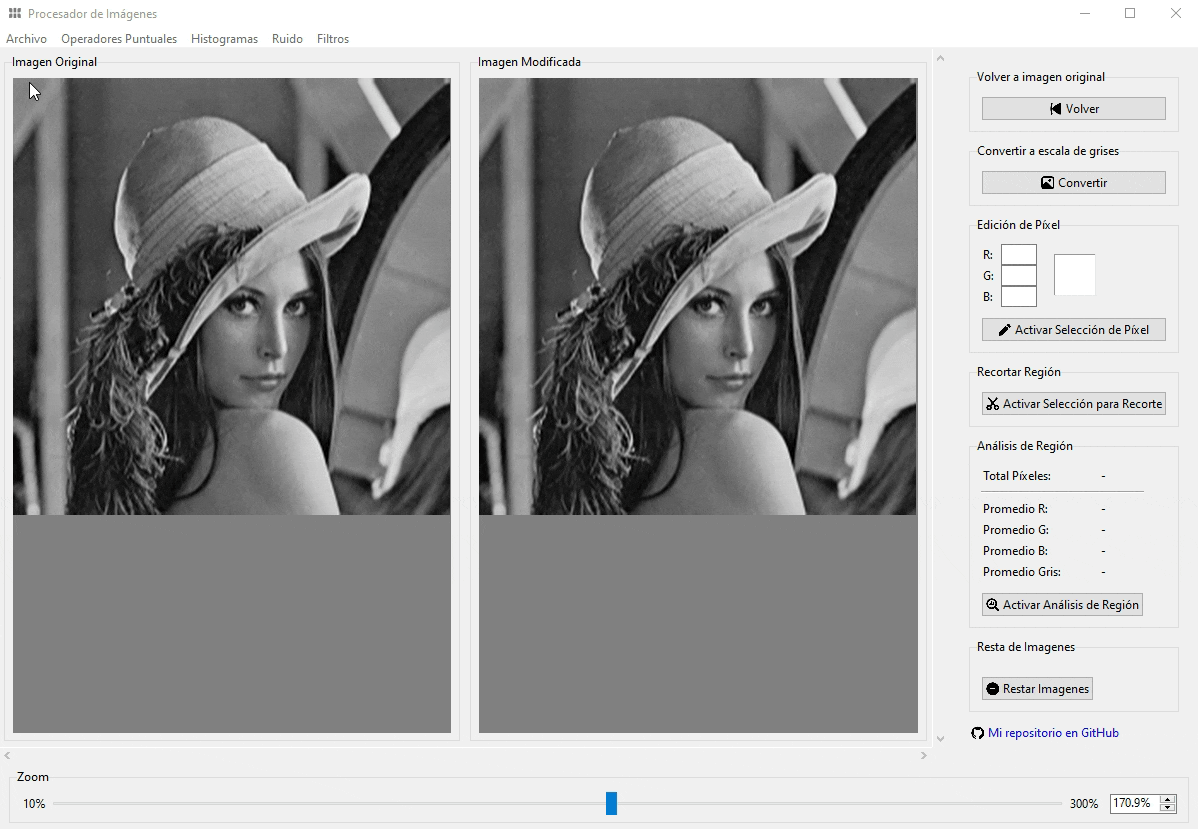 Procesador de Imágenes
Archivo Operadores Puntuales Histogramas Ruido Filtros
Imagen Original
Imagen Modificada
Volver a imagen original
Volver
Convertir a escala de grises
Convertir
Edición de Píxel
R:
G:
B:
Activar Selección de Píxel
Recortar Región
Activar Selección para Recorte
Análisis de Región
Total Píxeles: -
Promedio R: -
Promedio G: -
Promedio B: -
Promedio Gris: -
Activar Análisis de Región
Resta de Imagenes
Restar Imagenes
Mi repositorio en GitHub
Zoom
10% 300% 170.9%